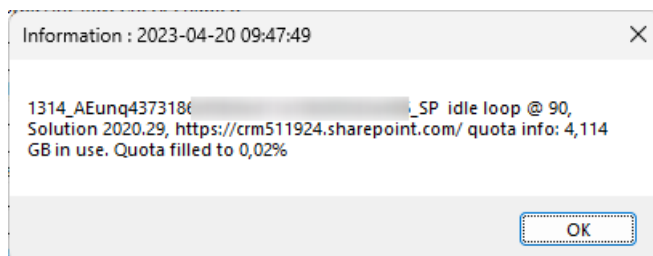 Information : 2023-04-20 09:47:49
1314_AEunq4373186 _SP idle loop @ 90,
Solution 2020.29, https://crm511924.sharepoint.com/ quota info: 4,114
GB in use. Quota filled to 0,02%
OK